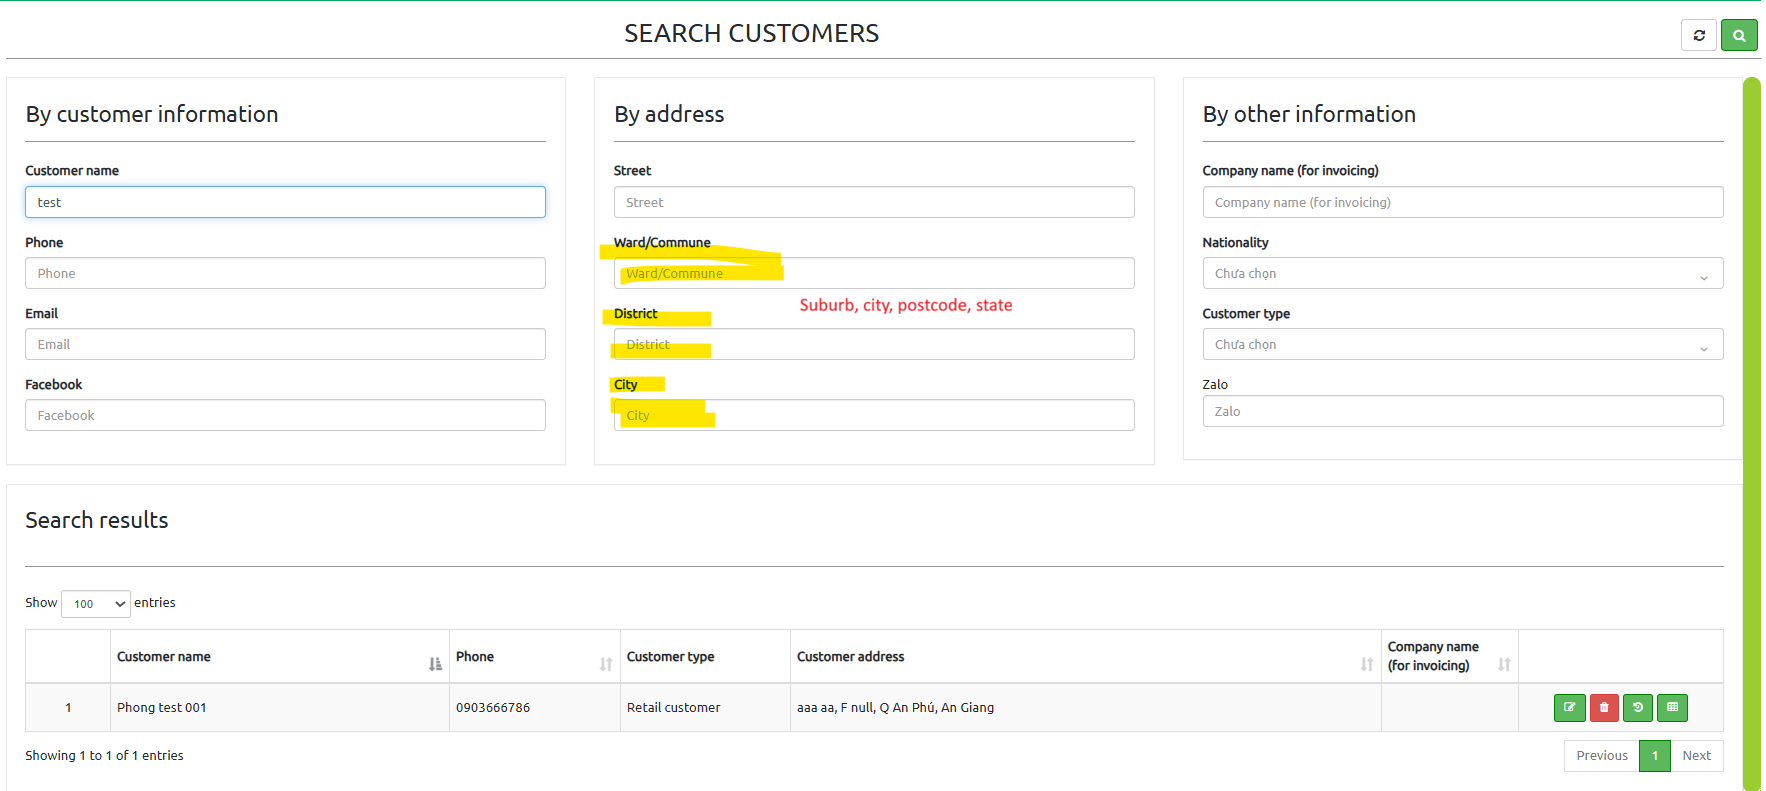 SEARCH CUSTOMERS
By customer information
Customer name
test
Phone
Phone
Email
Email
Facebook
Facebook
By address
Street
Street
Ward/Commune
Ward/Commune
Suburb, city, postcode, state
District
District
City
City
By other information
Company name (for invoicing)
Company name (for invoicing)
Nationality
Chưa chọn
Customer type
Chưa chọn
Zalo
Zalo
Search results
Show 100 entries
Customer name Phone Customer type Customer address Company name (for invoicing)
1 Phong test 001 0903666786 Retail customer aaa aa, F null, Q An Phú, An Giang
Showing 1 to 1 of 1 entries
Previous 1 Next